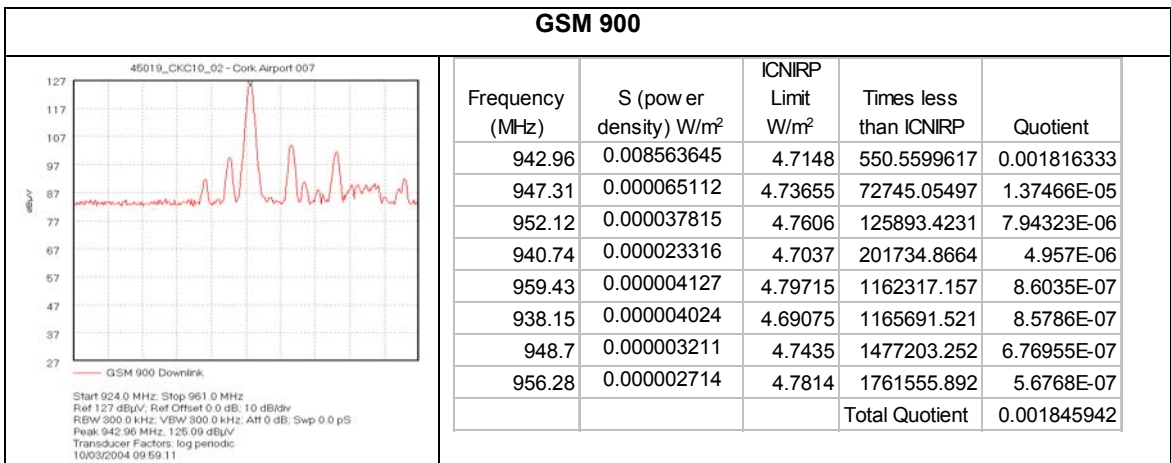 GSM 900
45019_CKC10_02 - Cork Airport 007
127
117
107
97
87
77
67
57
47
37
27
dBµV
GSM 900 Downlink
Start 924.0 MHz; Stop 961.0 MHz
Ref 127 dBµV; Ref Offset 0.0 dB; 10 dB/div
RBW 300.0 kHz; VBW 300.0 kHz; Att 0 dB; Swp 0.0 pS
Peak 942.96 MHz, 125.09 dBµV
Transducer Factors: log periodic
10/03/2004 09:59:11
Frequency (MHz) S (pow er density) W/m² ICNIRP Limit W/m² Times less than ICNIRP Quotient
942.96 0.008563645 4.7148 550.5599617 0.001816333
947.31 0.000065112 4.73655 72745.05497 1.37466E-05
952.12 0.000037815 4.7606 125893.4231 7.94323E-06
940.74 0.000023316 4.7037 201734.8664 4.957E-06
959.43 0.000004127 4.79715 1162317.157 8.6035E-07
938.15 0.000004024 4.69075 1165691.521 8.5786E-07
948.7 0.000003211 4.7435 1477203.252 6.76955E-07
956.28 0.000002714 4.7814 1761555.892 5.6768E-07
Total Quotient 0.001845942